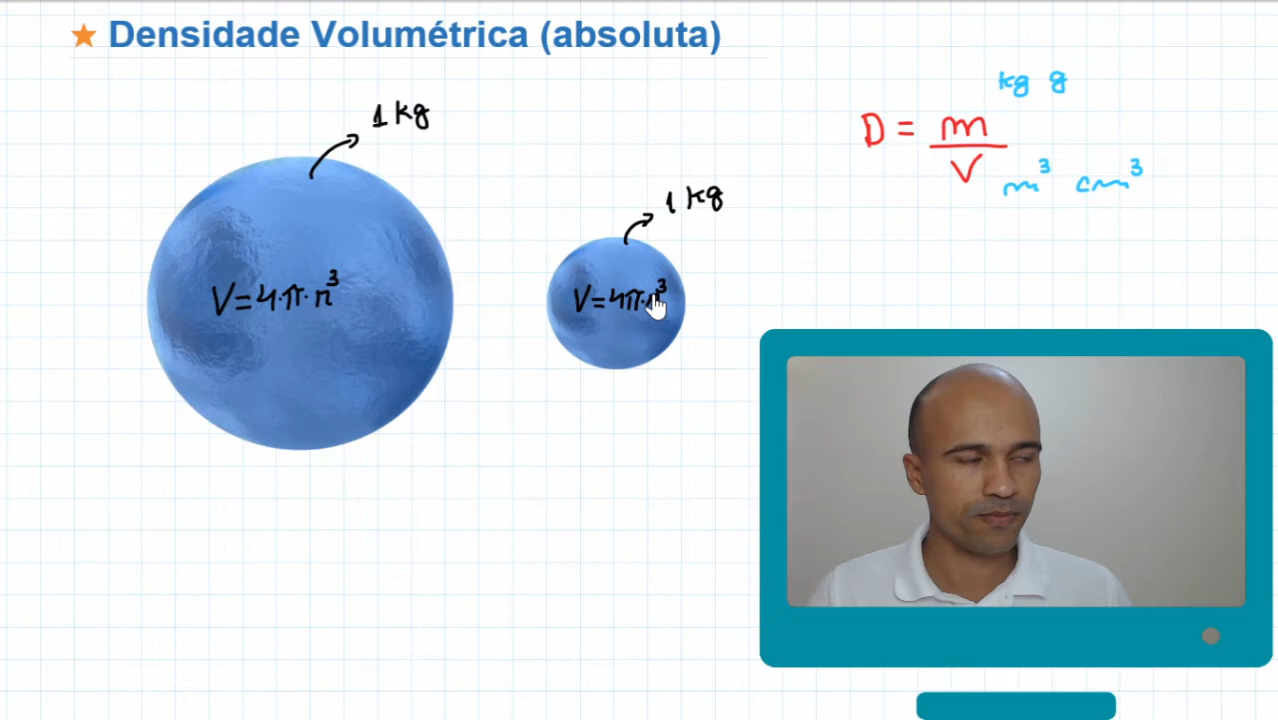 Densidade Volumétrica (absoluta)
1 kg
V=4·π·r³
1 kg
V=4π·r³
kg g
D = m
V
m³ cm³